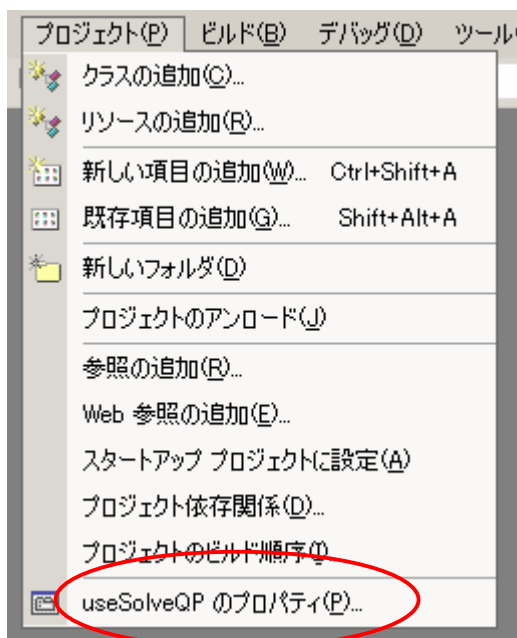 プロジェクト(P) ビルド(B) デバッグ(D) ツール
クラスの追加(C)...
リソースの追加(R)...
新しい項目の追加(W)... Ctrl+Shift+A
既存項目の追加(G)... Shift+Alt+A
新しいフォルダ(D)
プロジェクトのアンロード(J)
参照の追加(R)...
Web 参照の追加(E)...
スタートアップ プロジェクトに設定(A)
プロジェクト依存関係(D)...
プロジェクトのビルド順序(I)...
useSolveQP のプロパティ(P)...